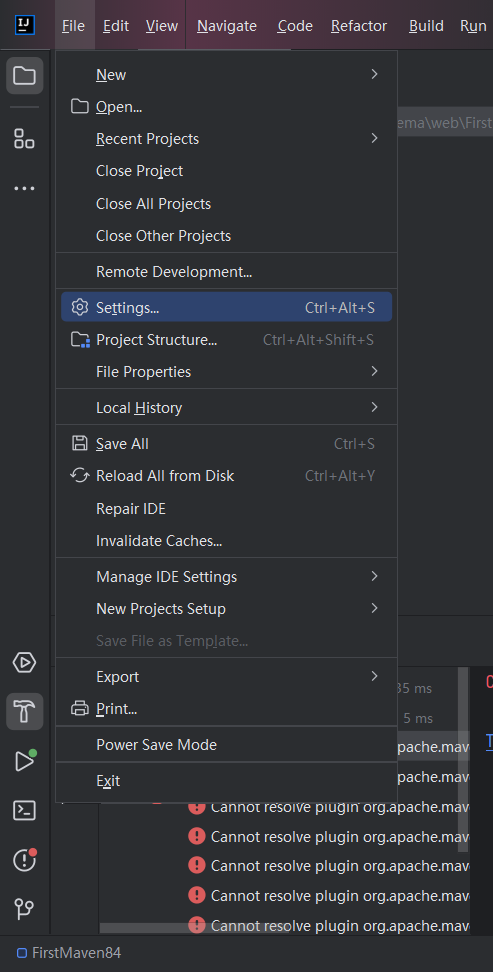 IJ File Edit View Navigate Code Refactor Build Run
New
Open...
ema\web\First
Recent Projects
Close Project
Close All Projects
Close Other Projects
Remote Development...
Settings... Ctrl+Alt+S
Project Structure... Ctrl+Alt+Shift+S
File Properties
Local History
Save All Ctrl+S
Reload All from Disk Ctrl+Alt+Y
Repair IDE
Invalidate Caches...
Manage IDE Settings
New Projects Setup
Save File as Template...
Export
35 ms
Print...
5 ms
Power Save Mode
apache.mav
Exit
apache.mav
Cannot resolve plugin org.apache.mav
Cannot resolve plugin org.apache.mav
Cannot resolve plugin org.apache.mav
Cannot resolve plugin org.apache.mav
Cannot resolve plugin org.apache.mav
FirstMaven84